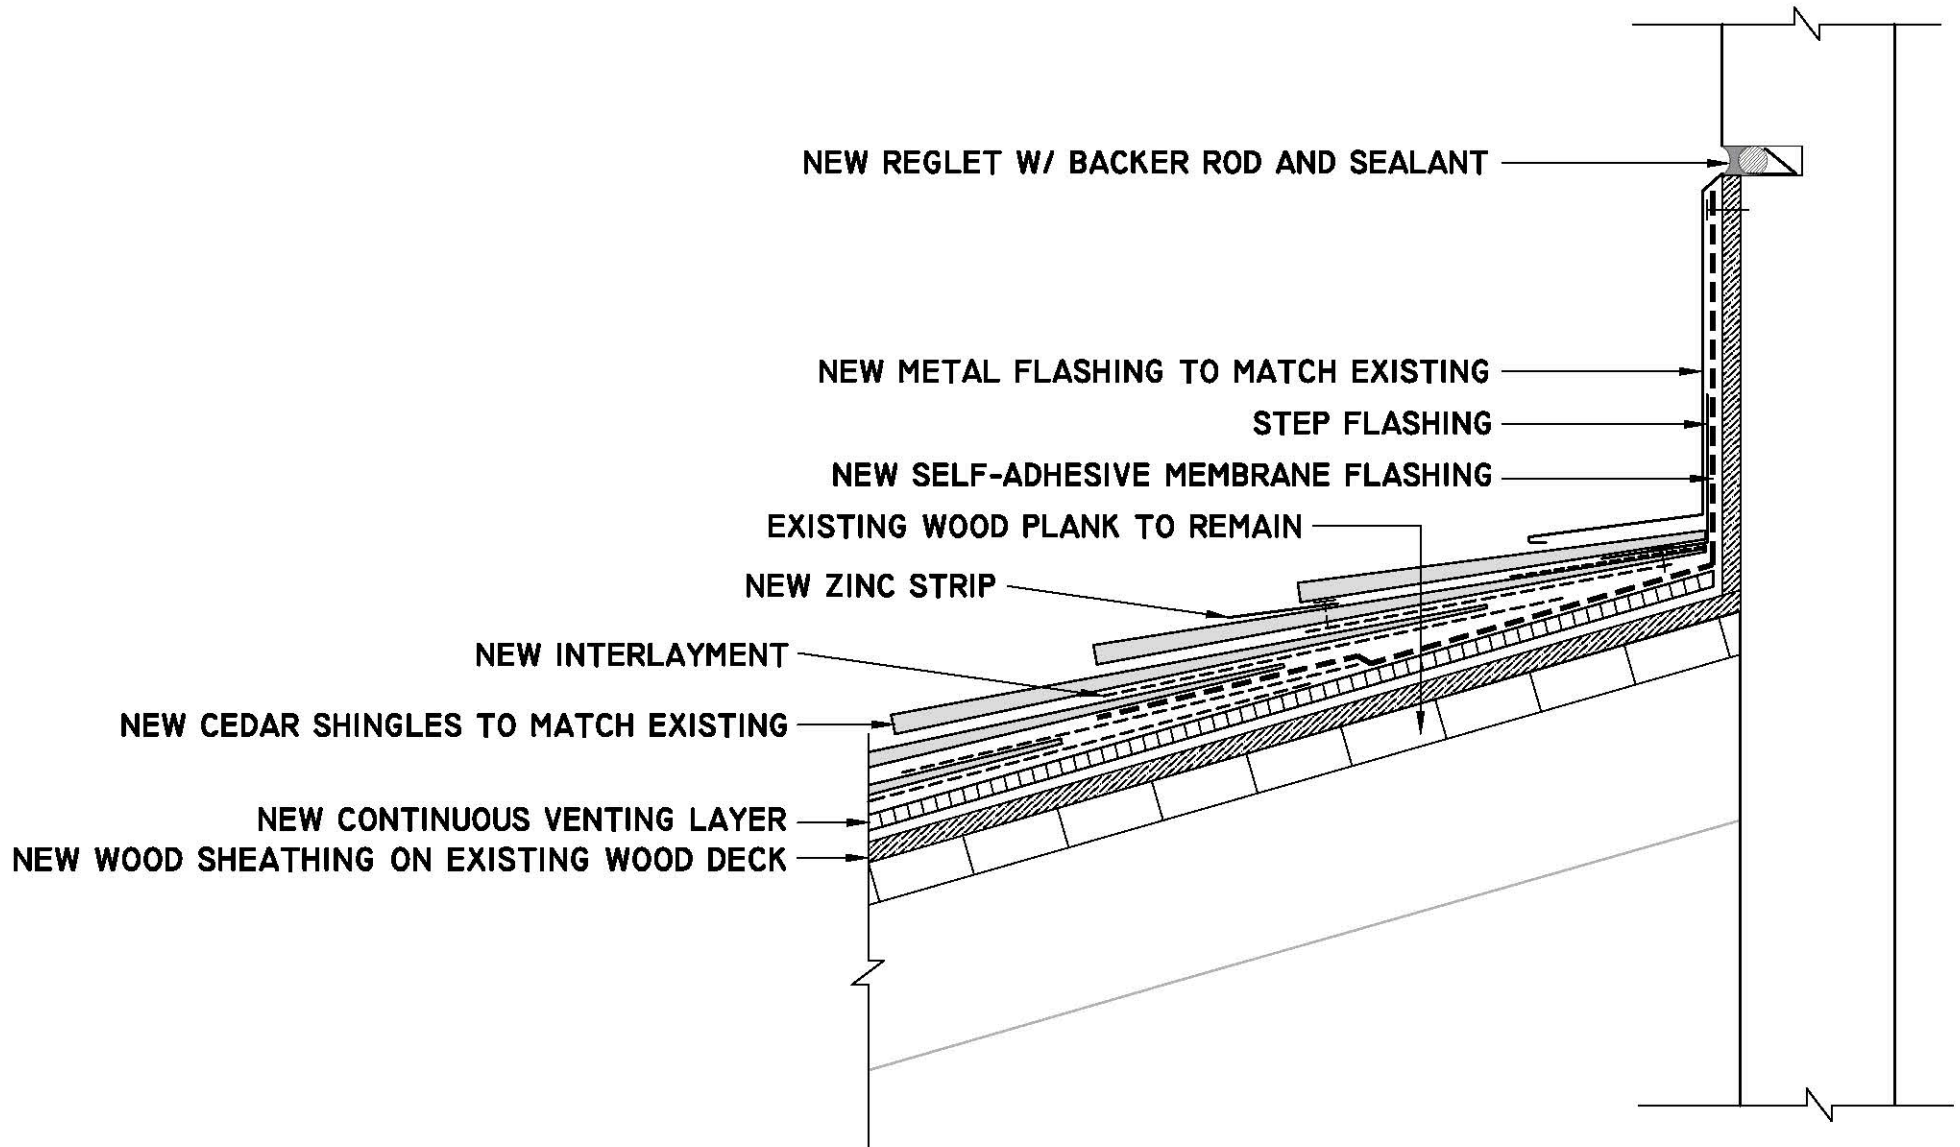 NEW REGLET W/ BACKER ROD AND SEALANT
NEW METAL FLASHING TO MATCH EXISTING
STEP FLASHING
NEW SELF-ADHESIVE MEMBRANE FLASHING
EXISTING WOOD PLANK TO REMAIN
NEW ZINC STRIP
NEW INTERLAYMENT
NEW CEDAR SHINGLES TO MATCH EXISTING
NEW CONTINUOUS VENTING LAYER
NEW WOOD SHEATHING ON EXISTING WOOD DECK